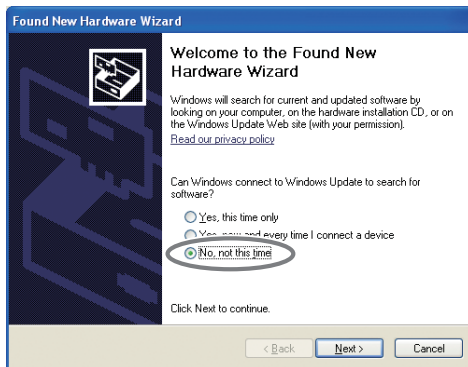 Found New Hardware Wizard
Welcome to the Found New
Hardware Wizard
Windows will search for current and updated software by
looking on your computer, on the hardware installation CD, or on
the Windows Update Web site (with your permission).
Read our privacy policy
Can Windows connect to Windows Update to search for
software?
Yes, this time only
Yes, now and every time I connect a device
No, not this time
Click Next to continue.
< Back
Next >
Cancel